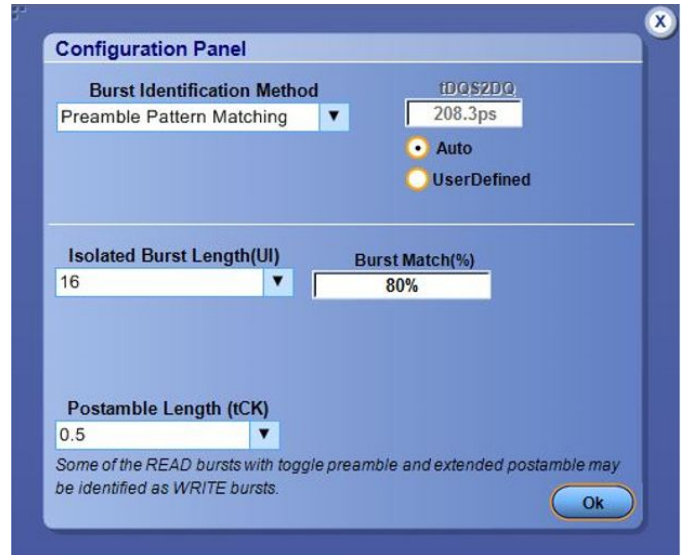 X
Configuration Panel
Burst Identification Method
tDQS2DQ
Preamble Pattern Matching
208.3ps
Auto
UserDefined
Isolated Burst Length(UI)
Burst Match(%)
16
80%
Postamble Length (tCK)
0.5
Some of the READ bursts with toggle preamble and extended postamble may
be identified as WRITE bursts.
Ok